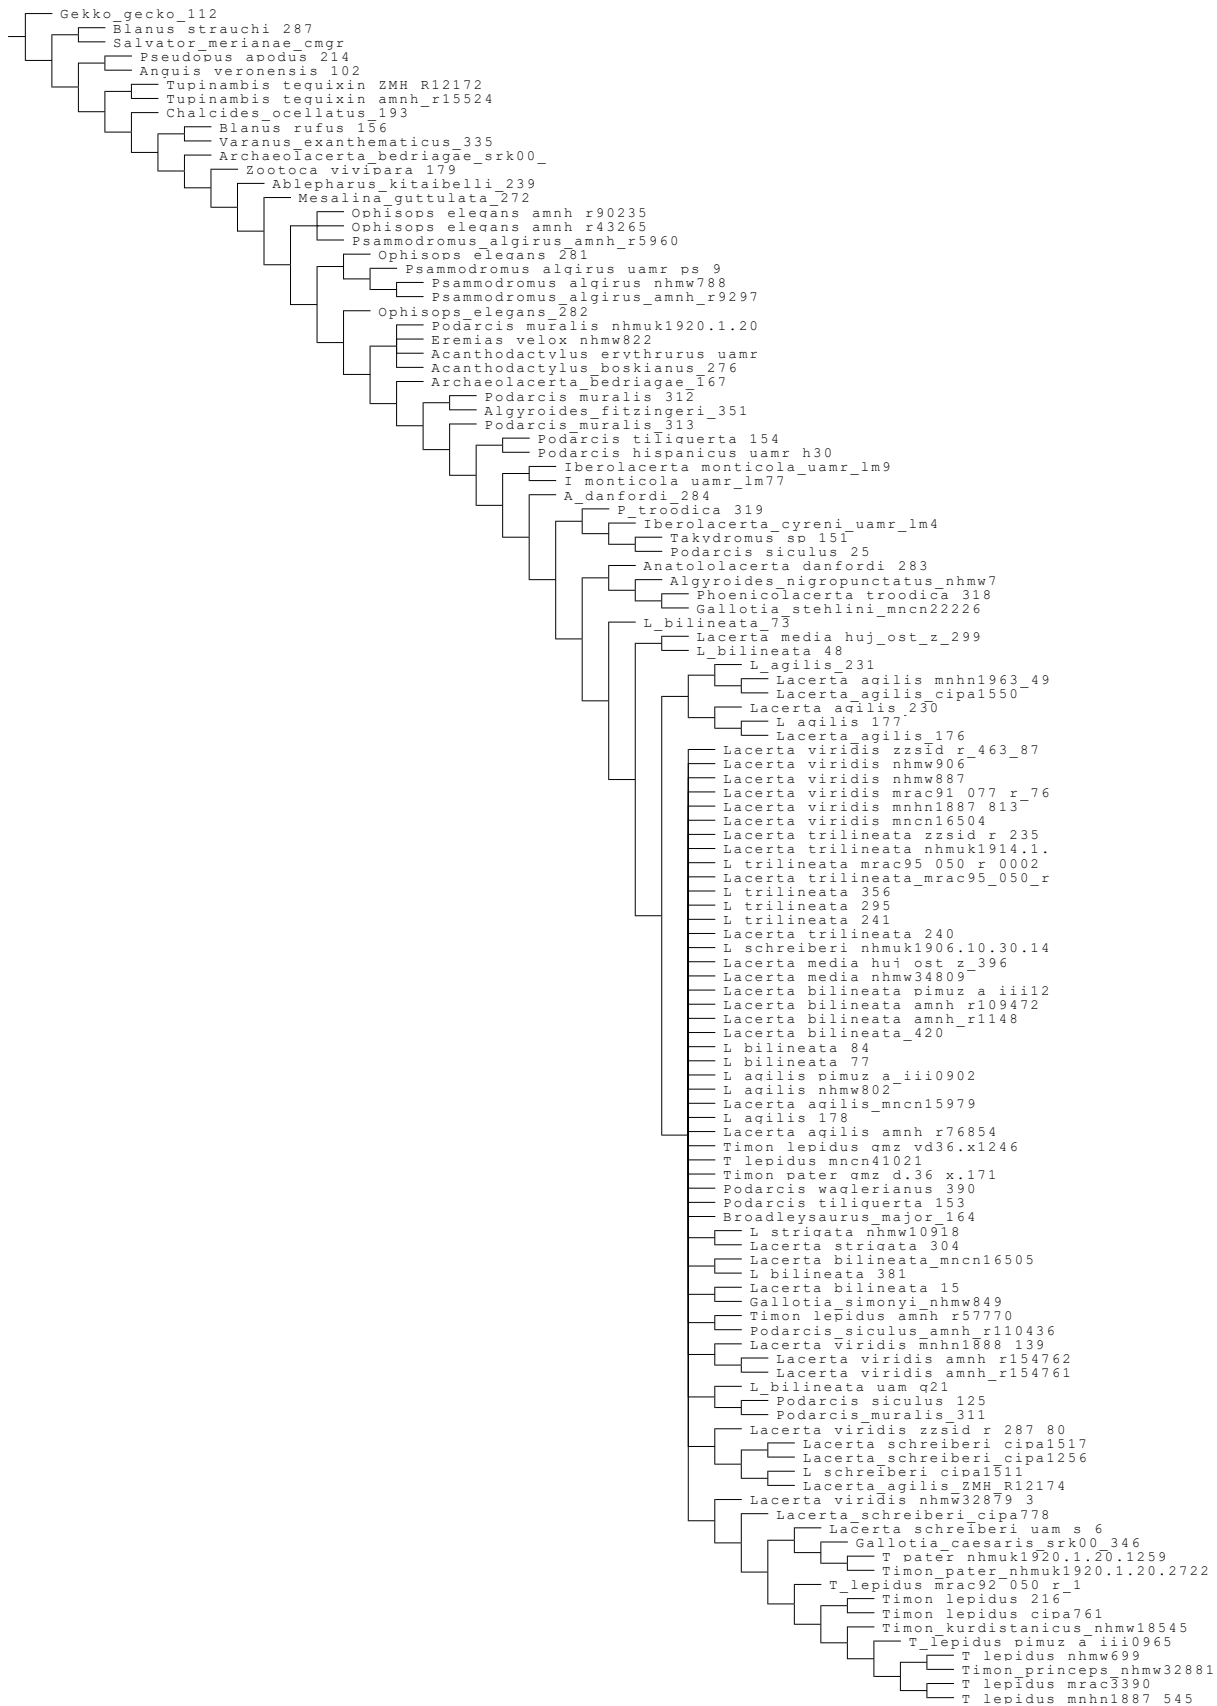 Gekko_gecko_112
Blanus_strauchi_287
Salvator_merianae_cmgr
Pseudopus_apodus_214
Anguis_veronensis_102
Tupinambis_teguixin_ZMH_R12172
Tupinambis_teguixin_amnh_r15524
Chalcides_ocellatus_193
Blanus_rufus_156
Varanus_exanthematicus_335
Archaeolacerta_bedriagae_srk00_
Zootoca_vivipara_179
Ablepharus_kitaibelli_239
Mesalina_guttulata_272
Ophisops_elegans_amnh_r90235
Ophisops_elegans_amnh_r43265
Psammodromus_algirus_amnh_r5960
Ophisops_elegans_281
Psammodromus_algirus_uamr_ps_9
Psammodromus_algirus_nhmw788
Psammodromus_algirus_amnh_r9297
Ophisops_elegans_282
Podarcis_muralis_nhmuk1920.1.20
Eremias_velox_nhmw822
Acanthodactylus_erythrurus_uamr
Acanthodactylus_boskianus_276
Archaeolacerta_bedriagae_167
Podarcis_muralis_312
Algyroides_fitzingeri_351
Podarcis_muralis_313
Podarcis_tiliguerta_154
Podarcis_hispanicus_uamr_h30
Iberolacerta_monticola_uamr_lm9
I_monticola_uamr_lm77
A_danfordi_284
P_troodica_319
Iberolacerta_cyreni_uamr_lm4
Takydromus_sp_151
Podarcis_siculus_25
Anatololacerta_danfordi_283
Algyroides_nigropunctatus_nhmw7
Phoenicolacerta_troodica_318
Gallotia_stehlini_mncn22226
L_bilineata_73
Lacerta_media_huj_ost_z_299
L_bilineata_48
L_agilis_231
Lacerta_agilis_mnhn1963_49
Lacerta_agilis_cipa1550
Lacerta_agilis_230
L_agilis_177
Lacerta_agilis_176
Lacerta_viridis_zzsid_r_463_87
Lacerta_viridis_nhmw906
Lacerta_viridis_nhmw887
Lacerta_viridis_mrac91_077_r_76
Lacerta_viridis_mnhn1887_813
Lacerta_viridis_mncn16504
Lacerta_trilineata_zzsid_r_235
Lacerta_trilineata_nhmuk1914.1.
L_trilineata_mrac95_050_r_0002
Lacerta_trilineata_mrac95_050_r
L_trilineata_356
L_trilineata_295
L_trilineata_241
Lacerta_trilineata_240
L_schreiberi_nhmuk1906.10.30.14
Lacerta_media_huj_ost_z_396
Lacerta_media_nhmw34809
Lacerta_bilineata_pimuz_a_iii12
Lacerta_bilineata_amnh_r109472
Lacerta_bilineata_amnh_r1148
Lacerta_bilineata_420
L_bilineata_84
L_bilineata_77
L_agilis_pimuz_a_iii0902
L_agilis_nhmw802
Lacerta_agilis_mncn15979
L_agilis_178
Lacerta_agilis_amnh_r76854
Timon_lepidus_gmz_vd36.x1246
T_lepidus_mncn41021
Timon_pater_gmz_d.36_x.171
Podarcis_waglerianus_390
Podarcis_tiliguerta_153
Broadleysaurus_major_164
L_strigata_nhmw10918
Lacerta_strigata_304
Lacerta_bilineata_mncn16505
L_bilineata_381
Lacerta_bilineata_15
Gallotia_simonyi_nhmw849
Timon_lepidus_amnh_r57770
Podarcis_siculus_amnh_r110436
Lacerta_viridis_mnhn1888_139
Lacerta_viridis_amnh_r154762
Lacerta_viridis_amnh_r154761
L_bilineata_uam_g21
Podarcis_siculus_125
Podarcis_muralis_311
Lacerta_viridis_zzsid_r_287_80
Lacerta_schreiberi_cipa1517
Lacerta_schreiberi_cipa1256
L_schreiberi_cipa1511
Lacerta_agilis_ZMH_R12174
Lacerta_viridis_nhmw32879_3
Lacerta_schreiberi_cipa778
Lacerta_schreiberi_uam_s_6
Gallotia_caesaris_srk00_346
T_pater_nhmuk1920.1.20.1259
Timon_pater_nhmuk1920.1.20.2722
T_lepidus_mrac92_050_r_1
Timon_lepidus_216
Timon_lepidus_cipa761
Timon_kurdistanicus_nhmw18545
T_lepidus_pimuz_a_iii0965
T_lepidus_nhmw699
Timon_princeps_nhmw32881
T_lepidus_mrac3390
T_lepidus_mnhn1887_545